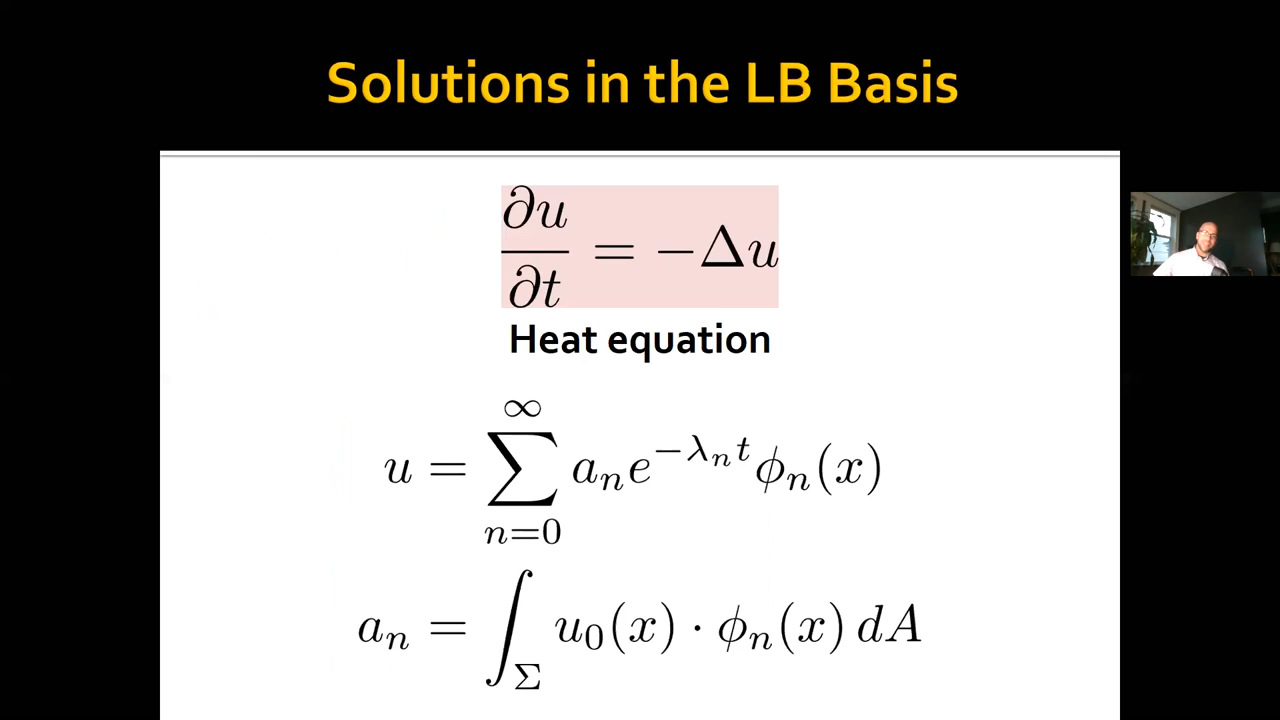 Solutions in the LB Basis
∂u/∂t = −Δu
Heat equation
u = ∑_{n=0}^{∞} a_n e^{−λ_n t} ϕ_n(x)
a_n = ∫_Σ u_0(x) · ϕ_n(x) dA